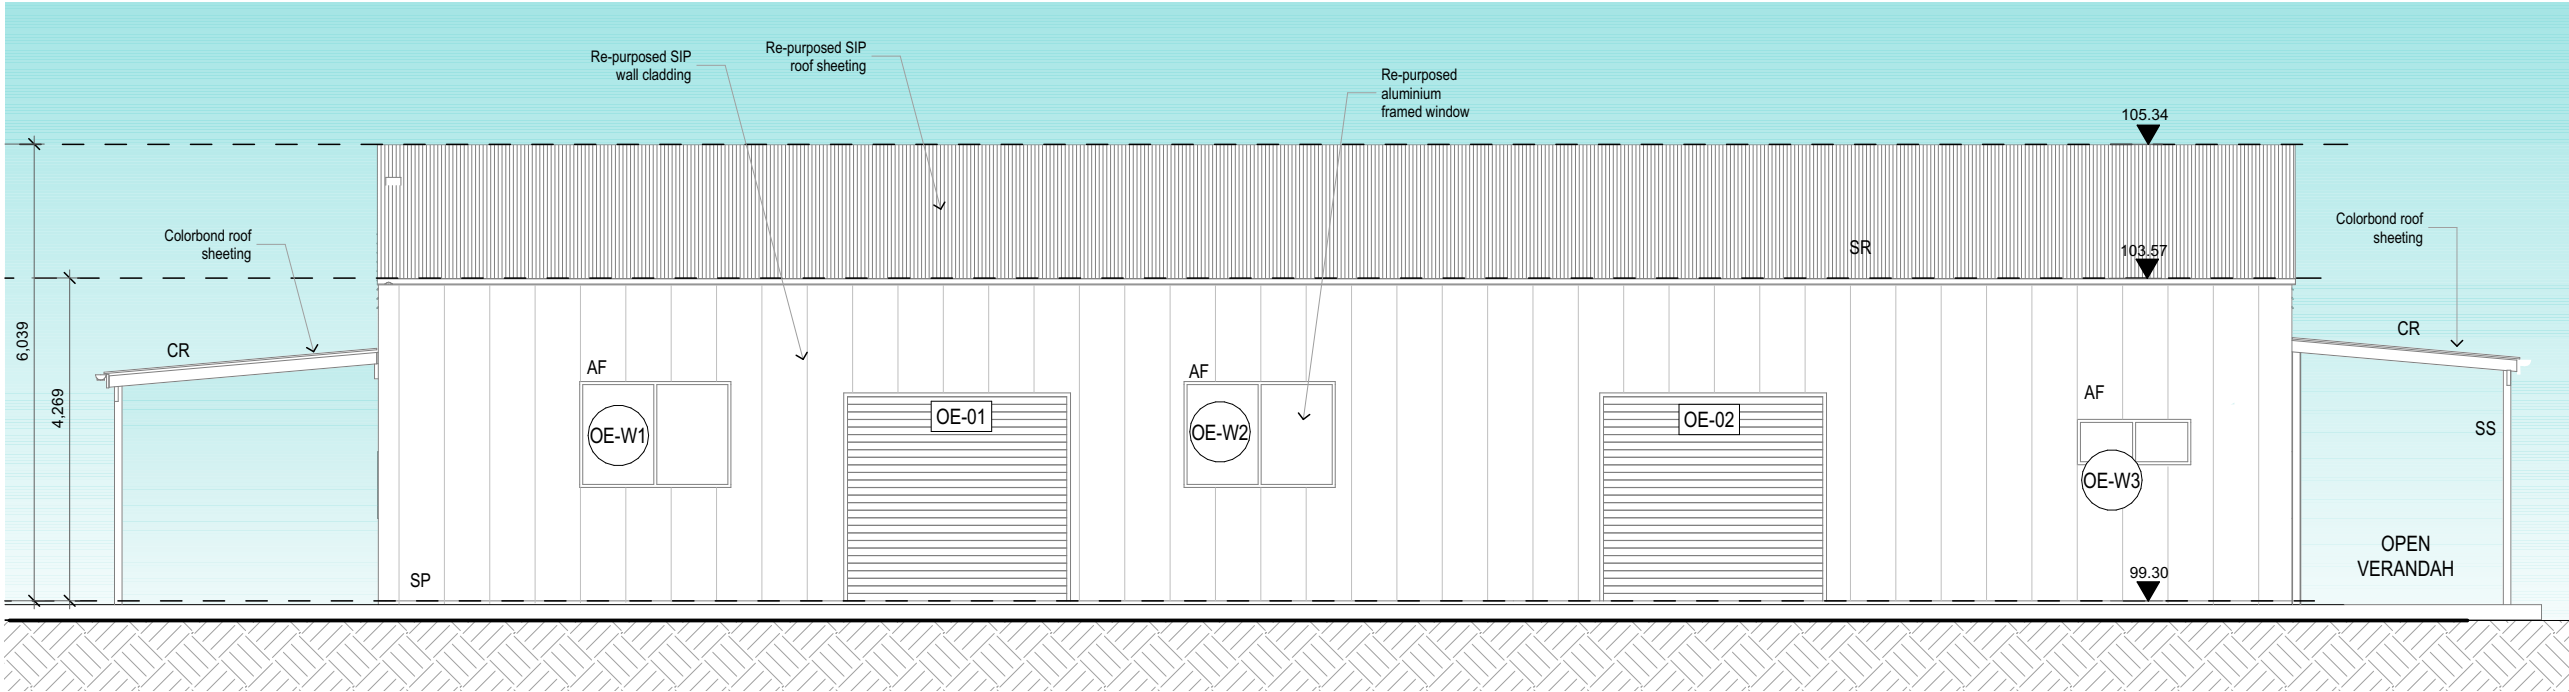 Re-purposed SIP
wall cladding
Re-purposed SIP
roof sheeting
Re-purposed
aluminium
framed window
105.34
Colorbond roof
sheeting
Colorbond roof
sheeting
SR
103.57
6,039
4,269
CR
CR
AF
AF
AF
OE-W1
OE-01
OE-W2
OE-02
OE-W3
SS
OPEN
VERANDAH
SP
99.30